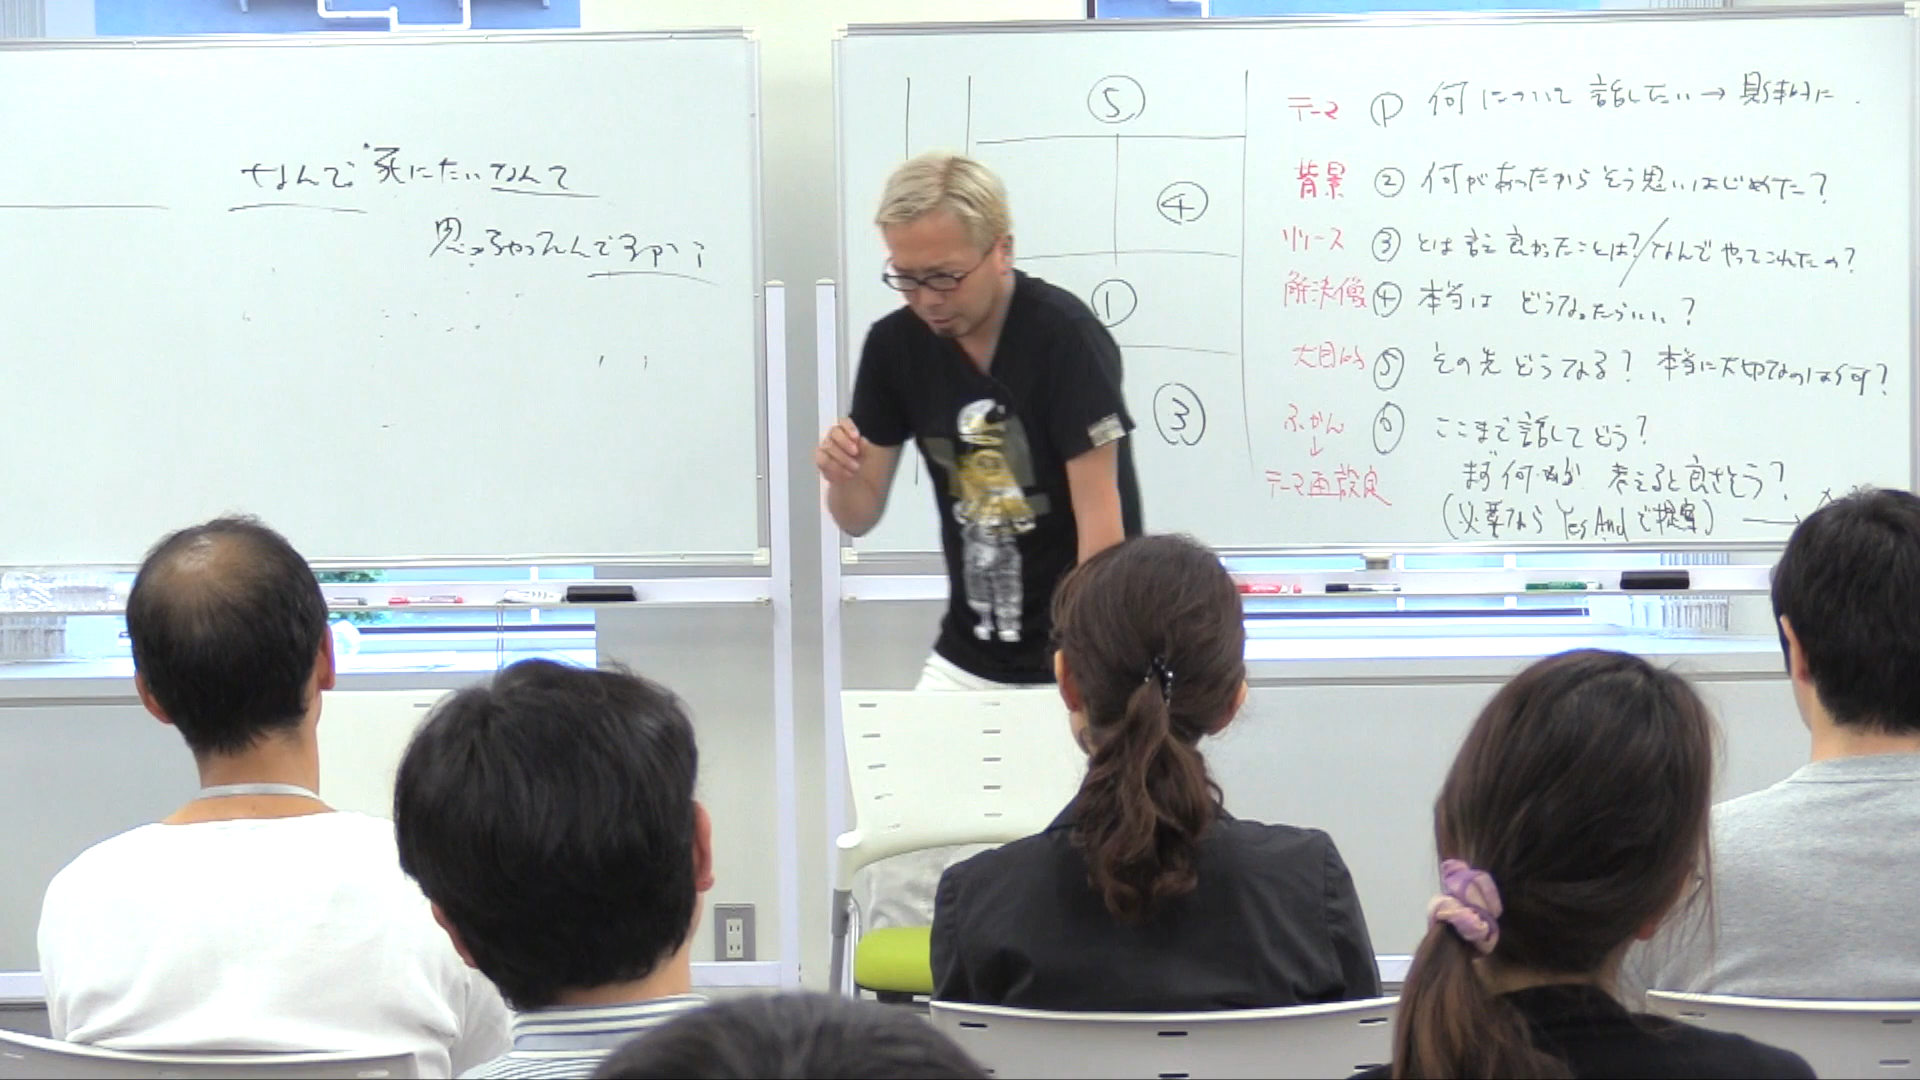 なんで死にたいなんて
思っちゃうんですか?
⑤
④
①
③
テーマ ① 何について話したい→具体的に
背景 ② 何があったからそう思いはじめた?
リソース ③ とは言え良かったことは?/なんでやってこれたの?
解決像 ④ 本当はどうなったらいい?
大目的 ⑤ その先どうなる? 本当に大切なのは何?
ふかん ⑥ ここまで話してどう?
↓
テーマ再設定 まず何から考えると良さそう?
(必要なら Yes And で提案) →